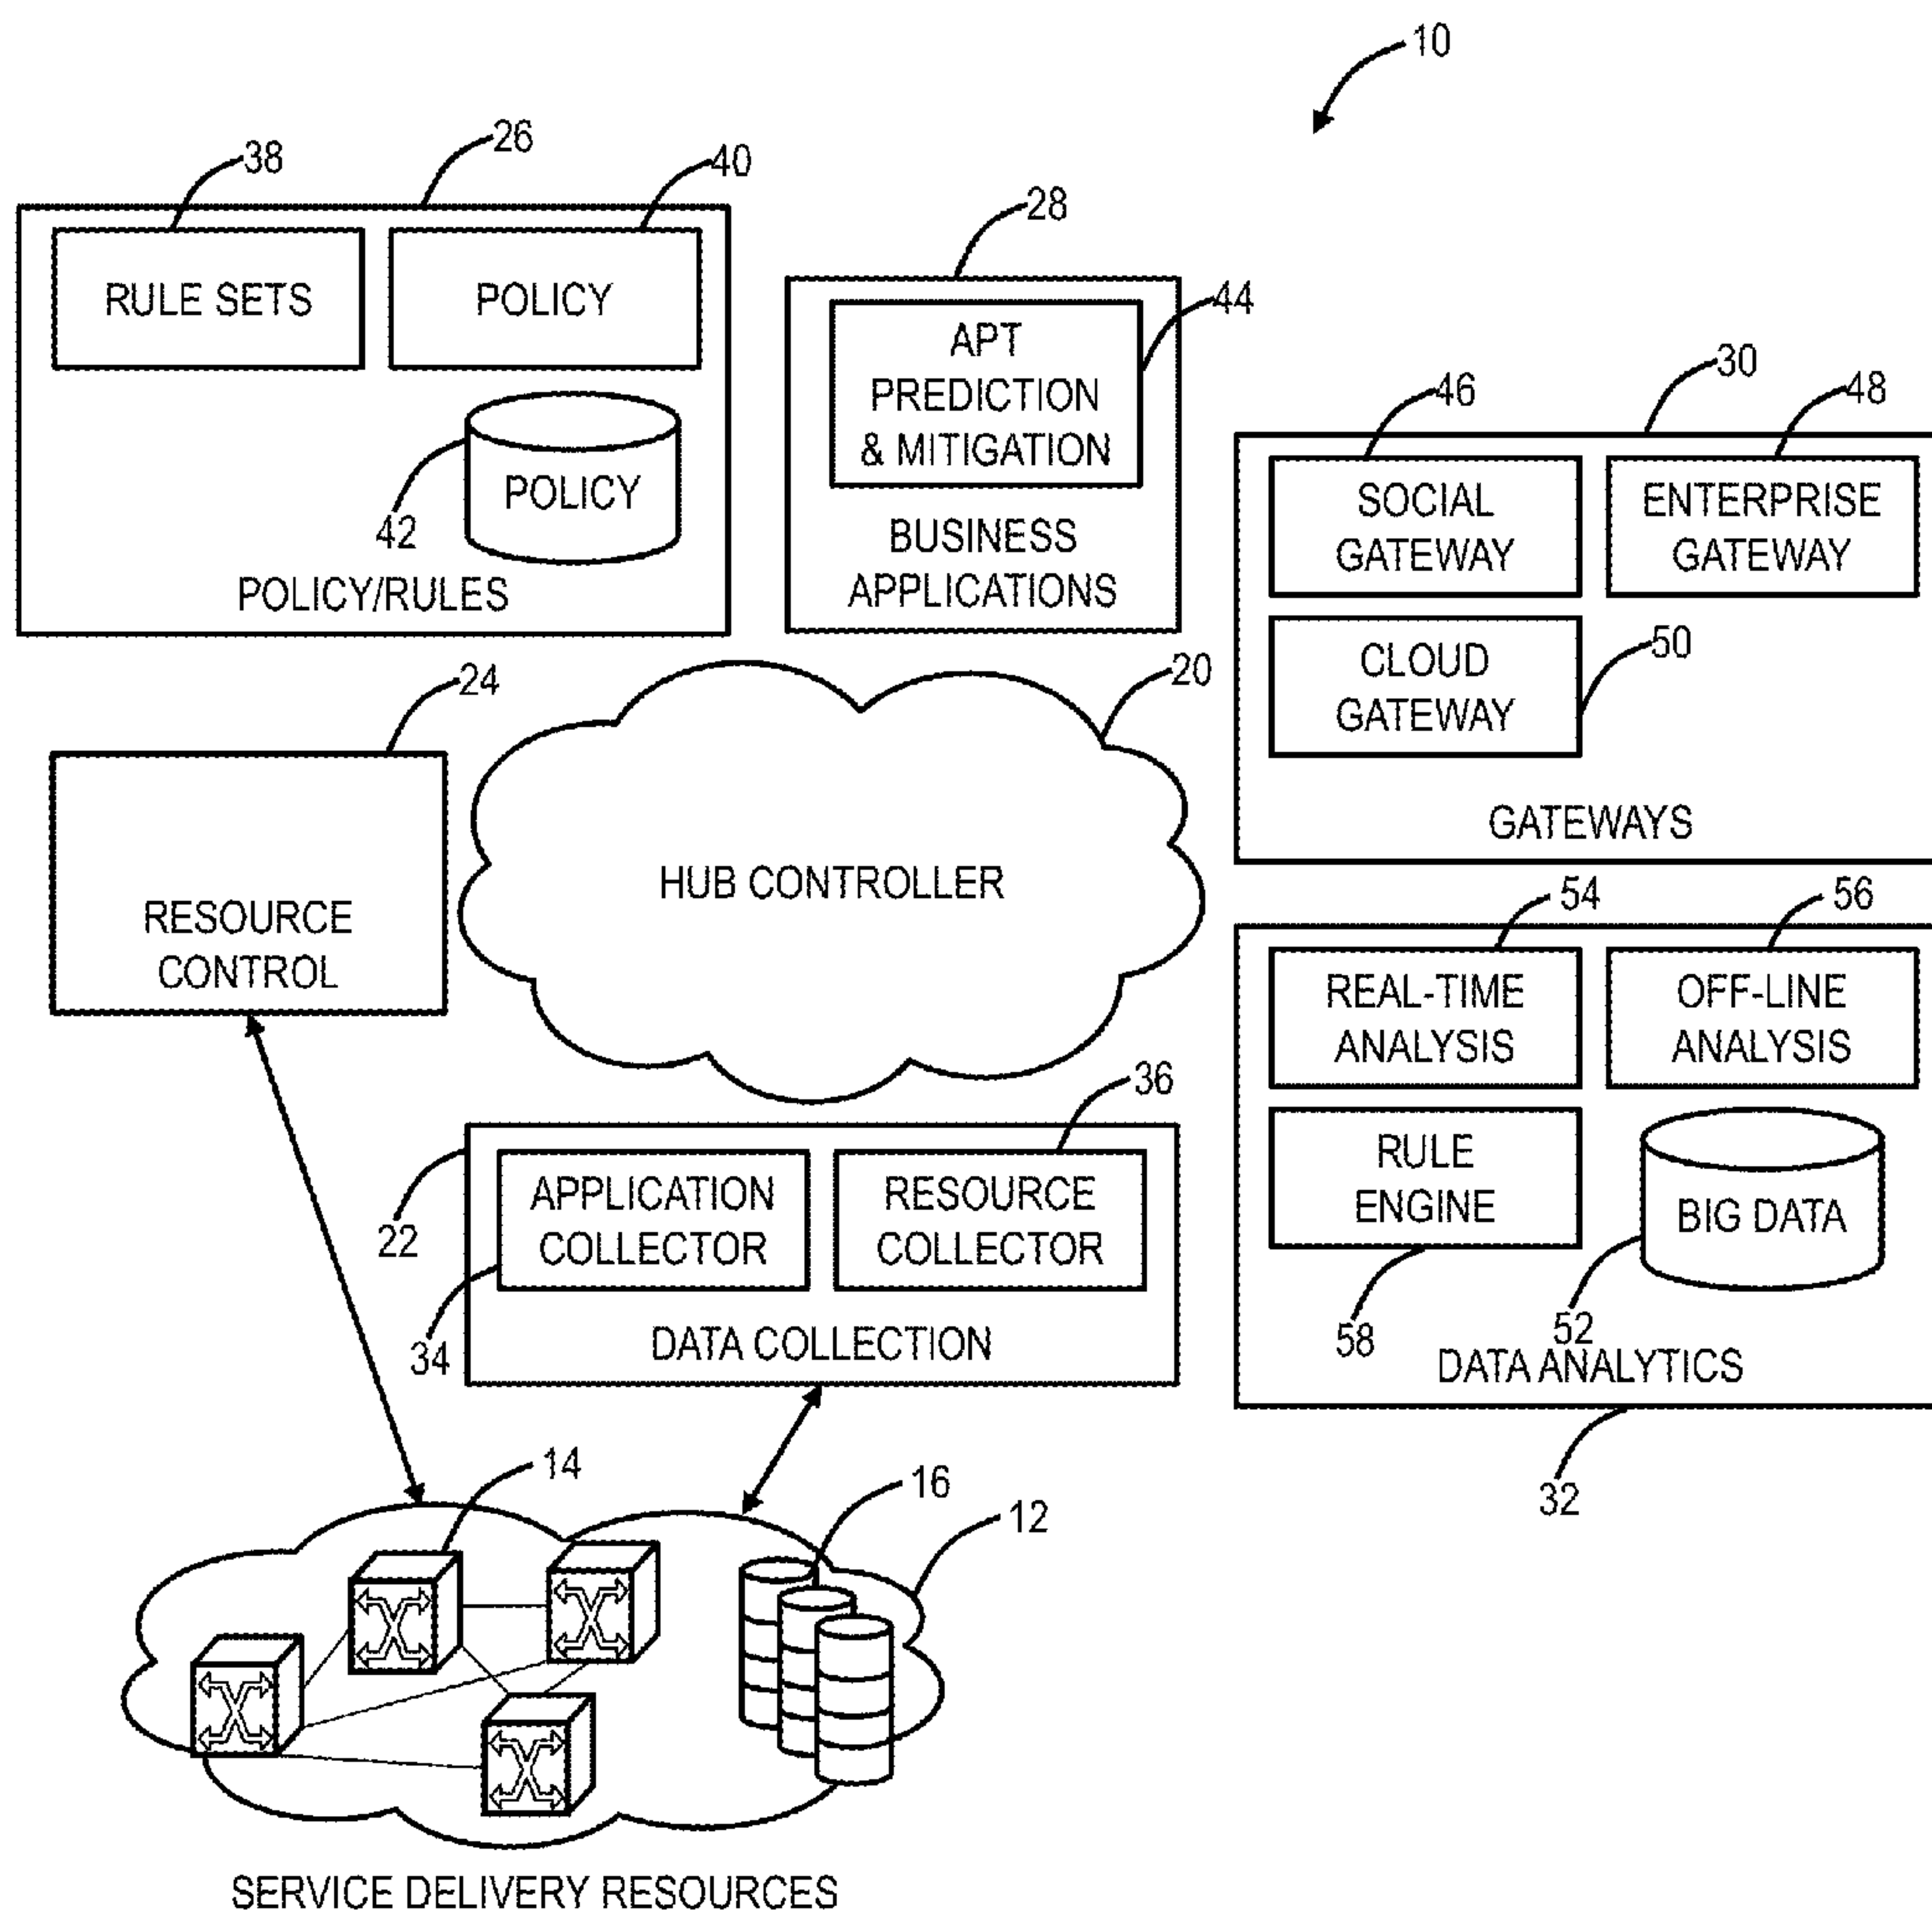 10
38
26
40
RULE SETS
POLICY
42
POLICY
POLICY/RULES
28
44
APT
PREDICTION
& MITIGATION
BUSINESS
APPLICATIONS
30
46
48
SOCIAL
GATEWAY
ENTERPRISE
GATEWAY
CLOUD
GATEWAY
50
GATEWAYS
24
RESOURCE
CONTROL
20
HUB CONTROLLER
54
56
REAL-TIME
ANALYSIS
OFF-LINE
ANALYSIS
RULE
ENGINE
BIG DATA
58
52
DATA ANALYTICS
32
36
22
APPLICATION
COLLECTOR
RESOURCE
COLLECTOR
34
DATA COLLECTION
14
16
12
SERVICE DELIVERY RESOURCES